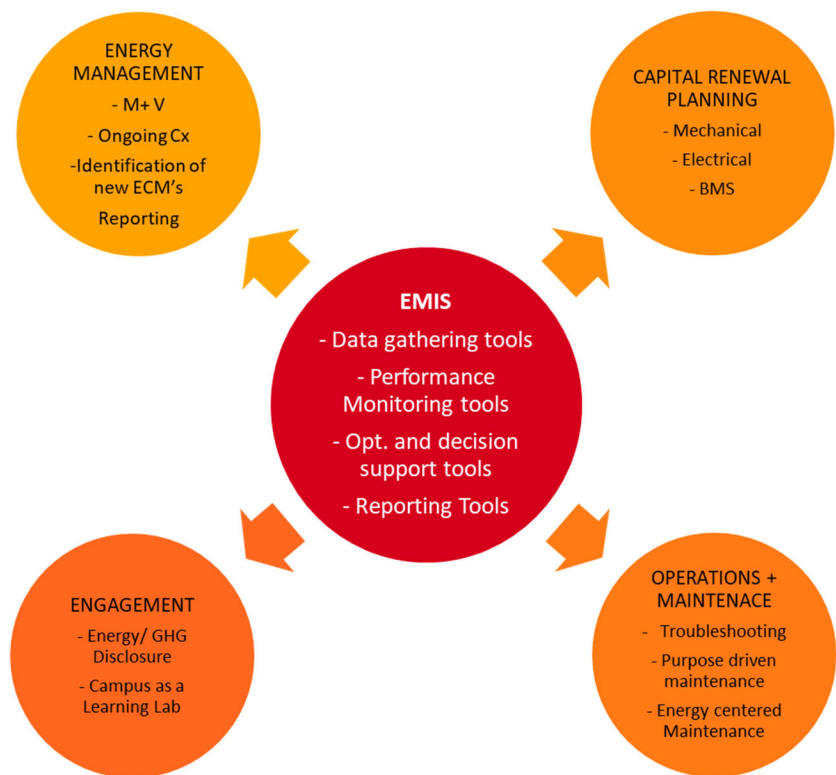 ENERGY
MANAGEMENT
- M+ V
- Ongoing Cx
-Identification of
new ECM's
Reporting
CAPITAL RENEWAL
PLANNING
- Mechanical
- Electrical
- BMS
EMIS
- Data gathering tools
- Performance
Monitoring tools
- Opt. and decision
support tools
- Reporting Tools
ENGAGEMENT
- Energy/ GHG
Disclosure
- Campus as a
Learning Lab
OPERATIONS +
MAINTENACE
- Troubleshooting
- Purpose driven
maintenance
- Energy centered
Maintenance